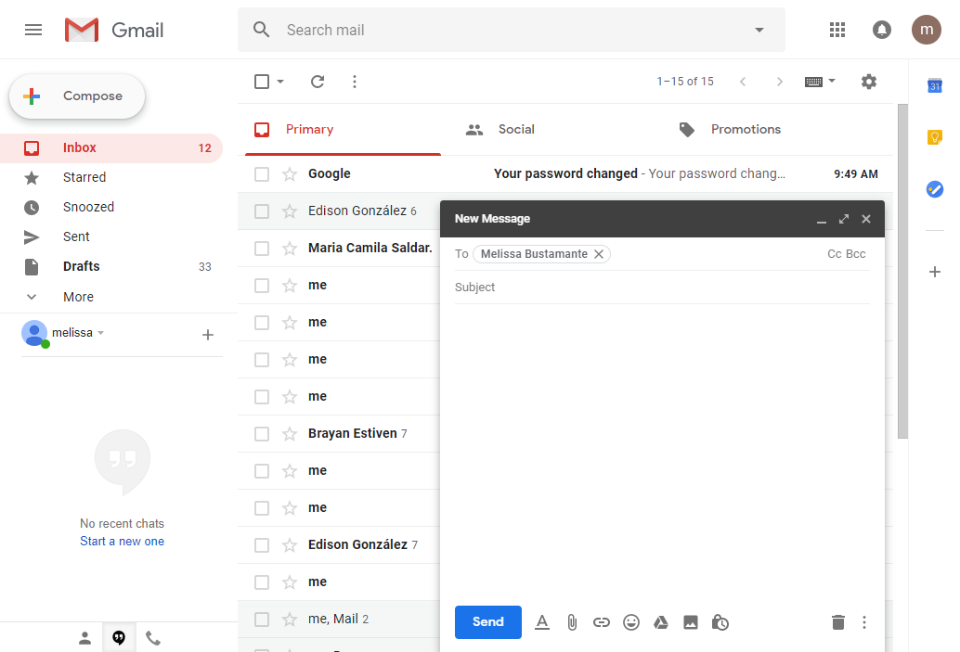 Gmail
Search mail
m
Compose
1–15 of 15
31
Primary
Social
Promotions
Inbox 12
Starred
Snoozed
Sent
Drafts 33
More
melissa
No recent chats
Start a new one
Google Your password changed - Your password chang... 9:49 AM
Edison González 6
Maria Camila Saldar.
me
me
me
me
Brayan Estiven 7
me
me
Edison González 7
me
me, Mail 2
New Message
To Melissa Bustamante Cc Bcc
Subject
Send